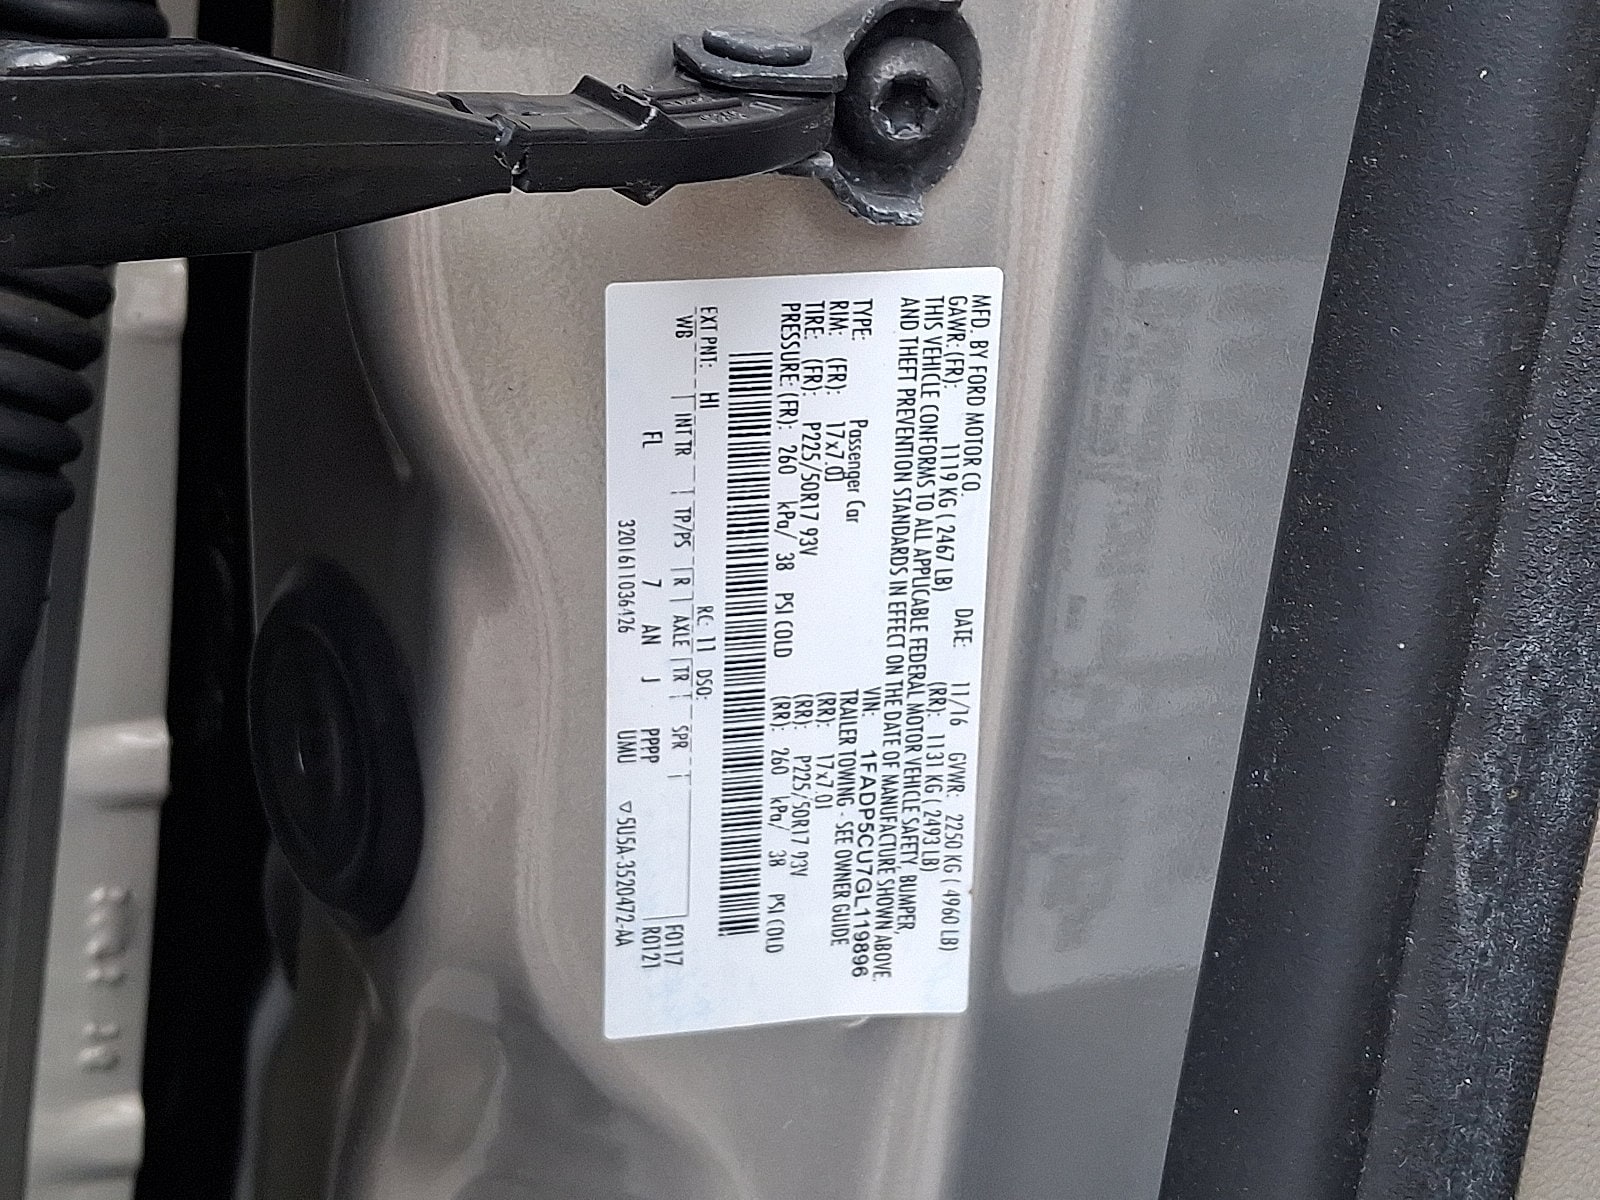 MFD. BY FORD MOTOR CO. DATE: 11/16 GVWR: 2250 KG ( 4960 LB)
GAWR: (FR): 1119 KG ( 2467 LB) (RR): 1131 KG ( 2493 LB)
THIS VEHICLE CONFORMS TO ALL APPLICABLE FEDERAL MOTOR VEHICLE SAFETY, BUMPER,
AND THEFT PREVENTION STANDARDS IN EFFECT ON THE DATE OF MANUFACTURE SHOWN ABOVE.
VIN: 1FADP5CU7GL119896
TYPE: Passenger Car TRAILER TOWING - SEE OWNER GUIDE
RIM: (FR): 17x7.0J (RR): 17x7.0J
TIRE: (FR): P225/50R17 93V (RR): P225/50R17 93V
PRESSURE: (FR): 260 kPa/ 38 PSI COLD (RR): 260 kPa/ 38 PSI COLD
EXT PNT: HI RC: 11 DSO:
WB INT TR TP/PS R AXLE TR SPR F0117
FL 7 AN J PPPP R0121
3201611036426 UMU ▽5U5A-3520472-AA